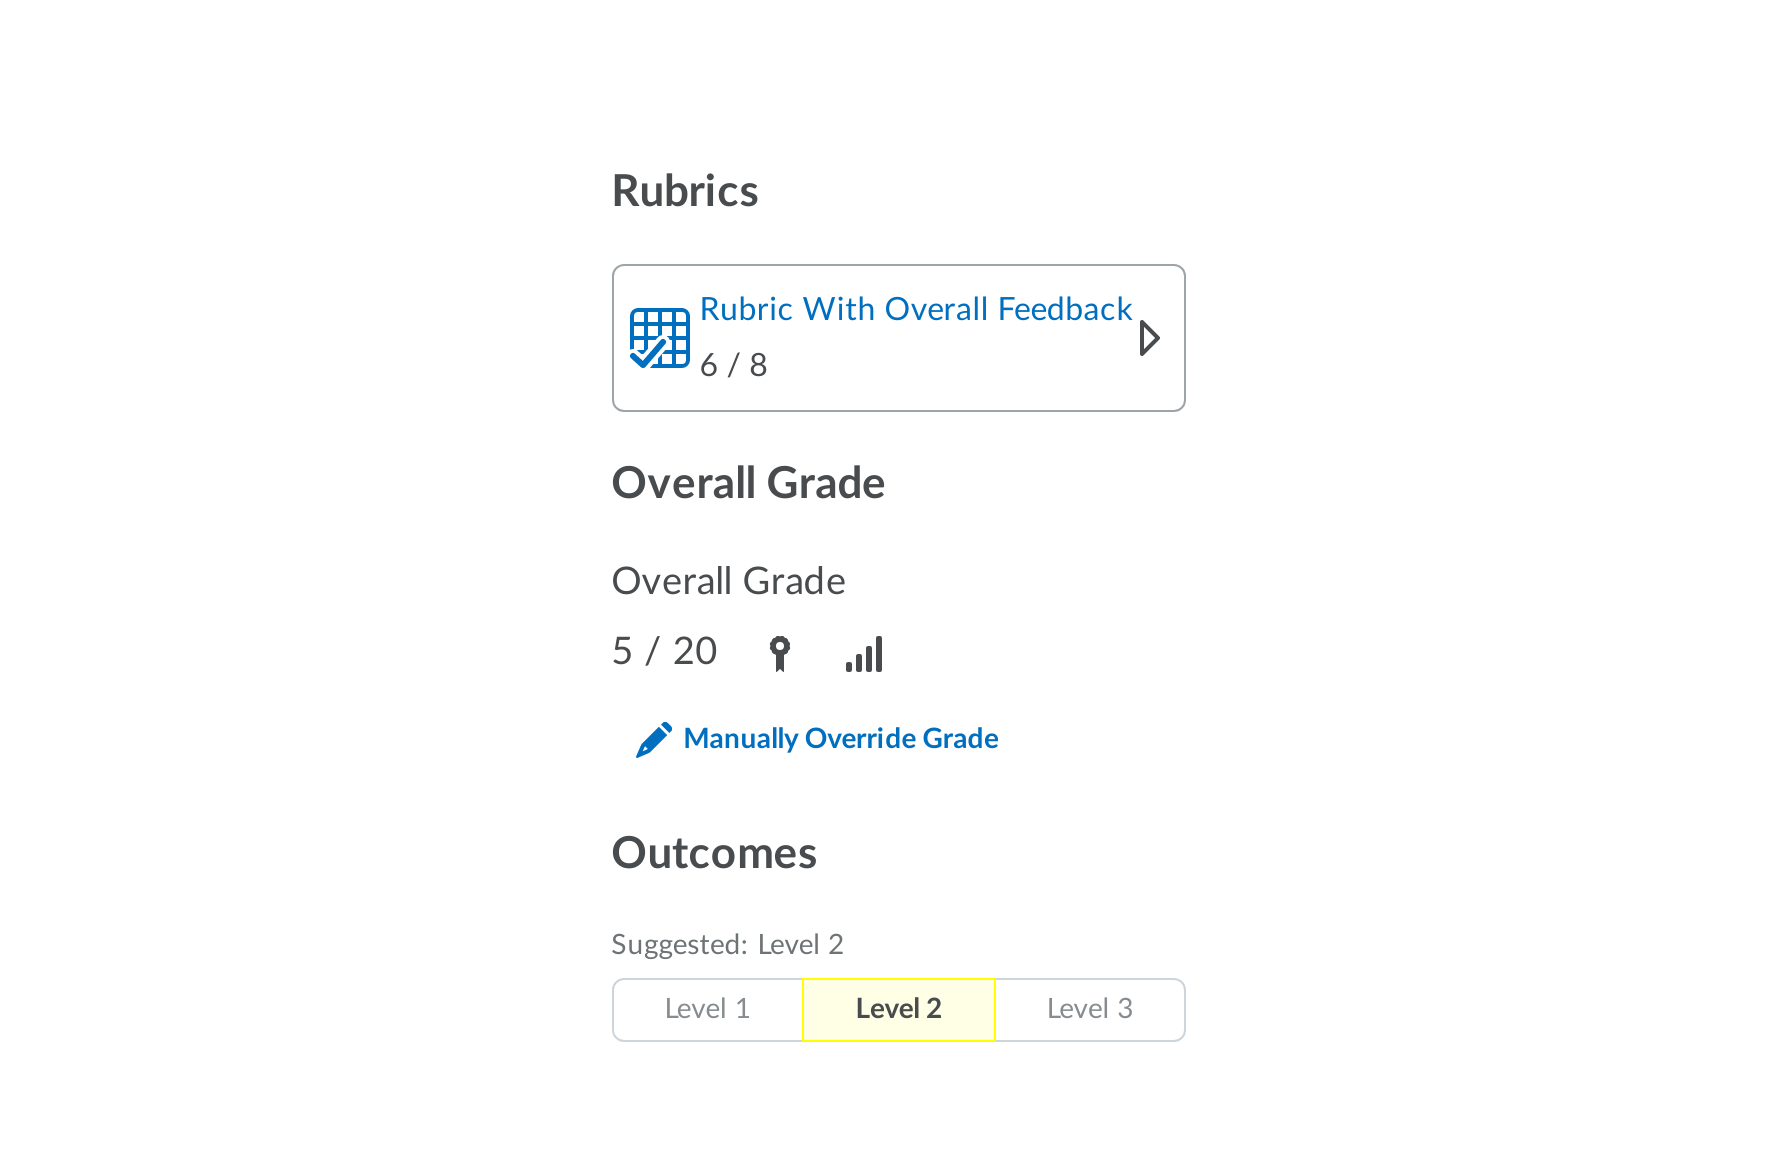 Rubrics
Rubric With Overall Feedback
6 / 8
Overall Grade
Overall Grade
5 / 20
Manually Override Grade
Outcomes
Suggested: Level 2
Level 1 Level 2 Level 3